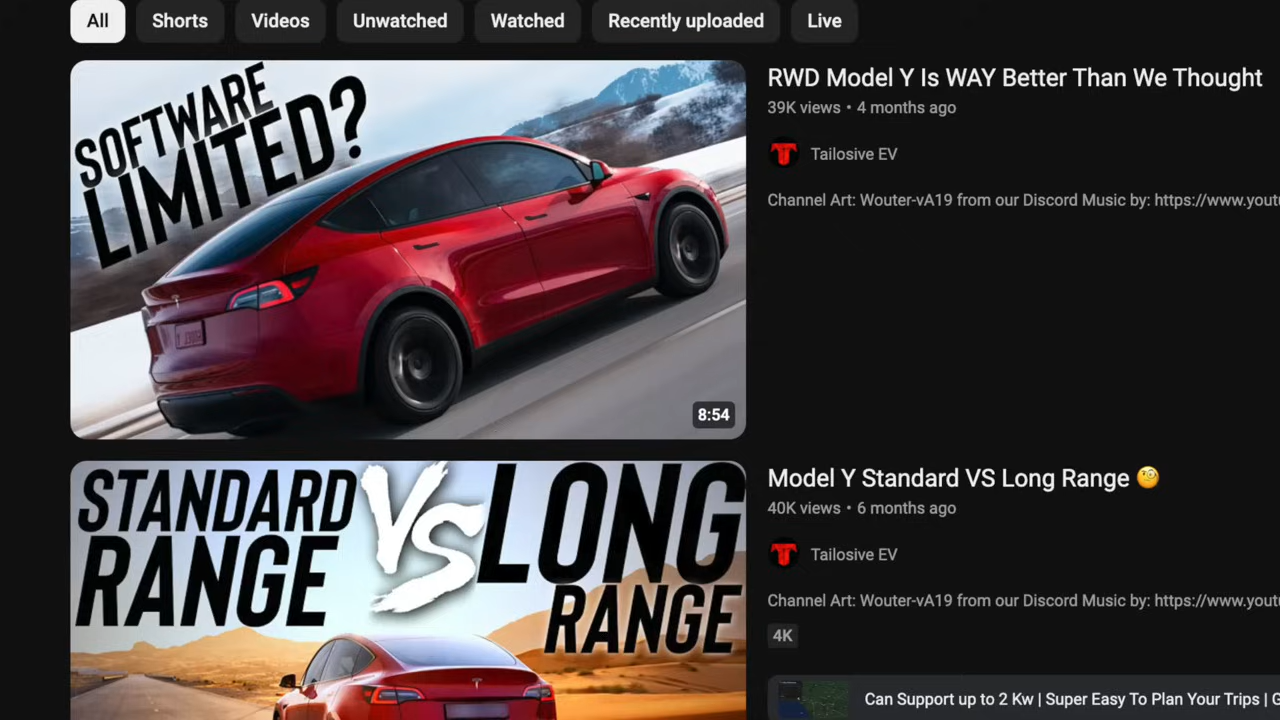 All
Shorts
Videos
Unwatched
Watched
Recently uploaded
Live
SOFTWARE
LIMITED?
8:54
RWD Model Y Is WAY Better Than We Thought
39K views • 4 months ago
Tailosive EV
Channel Art: Wouter-vA19 from our Discord Music by: https://www.yout
STANDARD
RANGE
VS
LONG
RANGE
Model Y Standard VS Long Range 🧐
40K views • 6 months ago
Tailosive EV
Channel Art: Wouter-vA19 from our Discord Music by: https://www.yout
4K
Can Support up to 2 Kw | Super Easy To Plan Your Trips | G